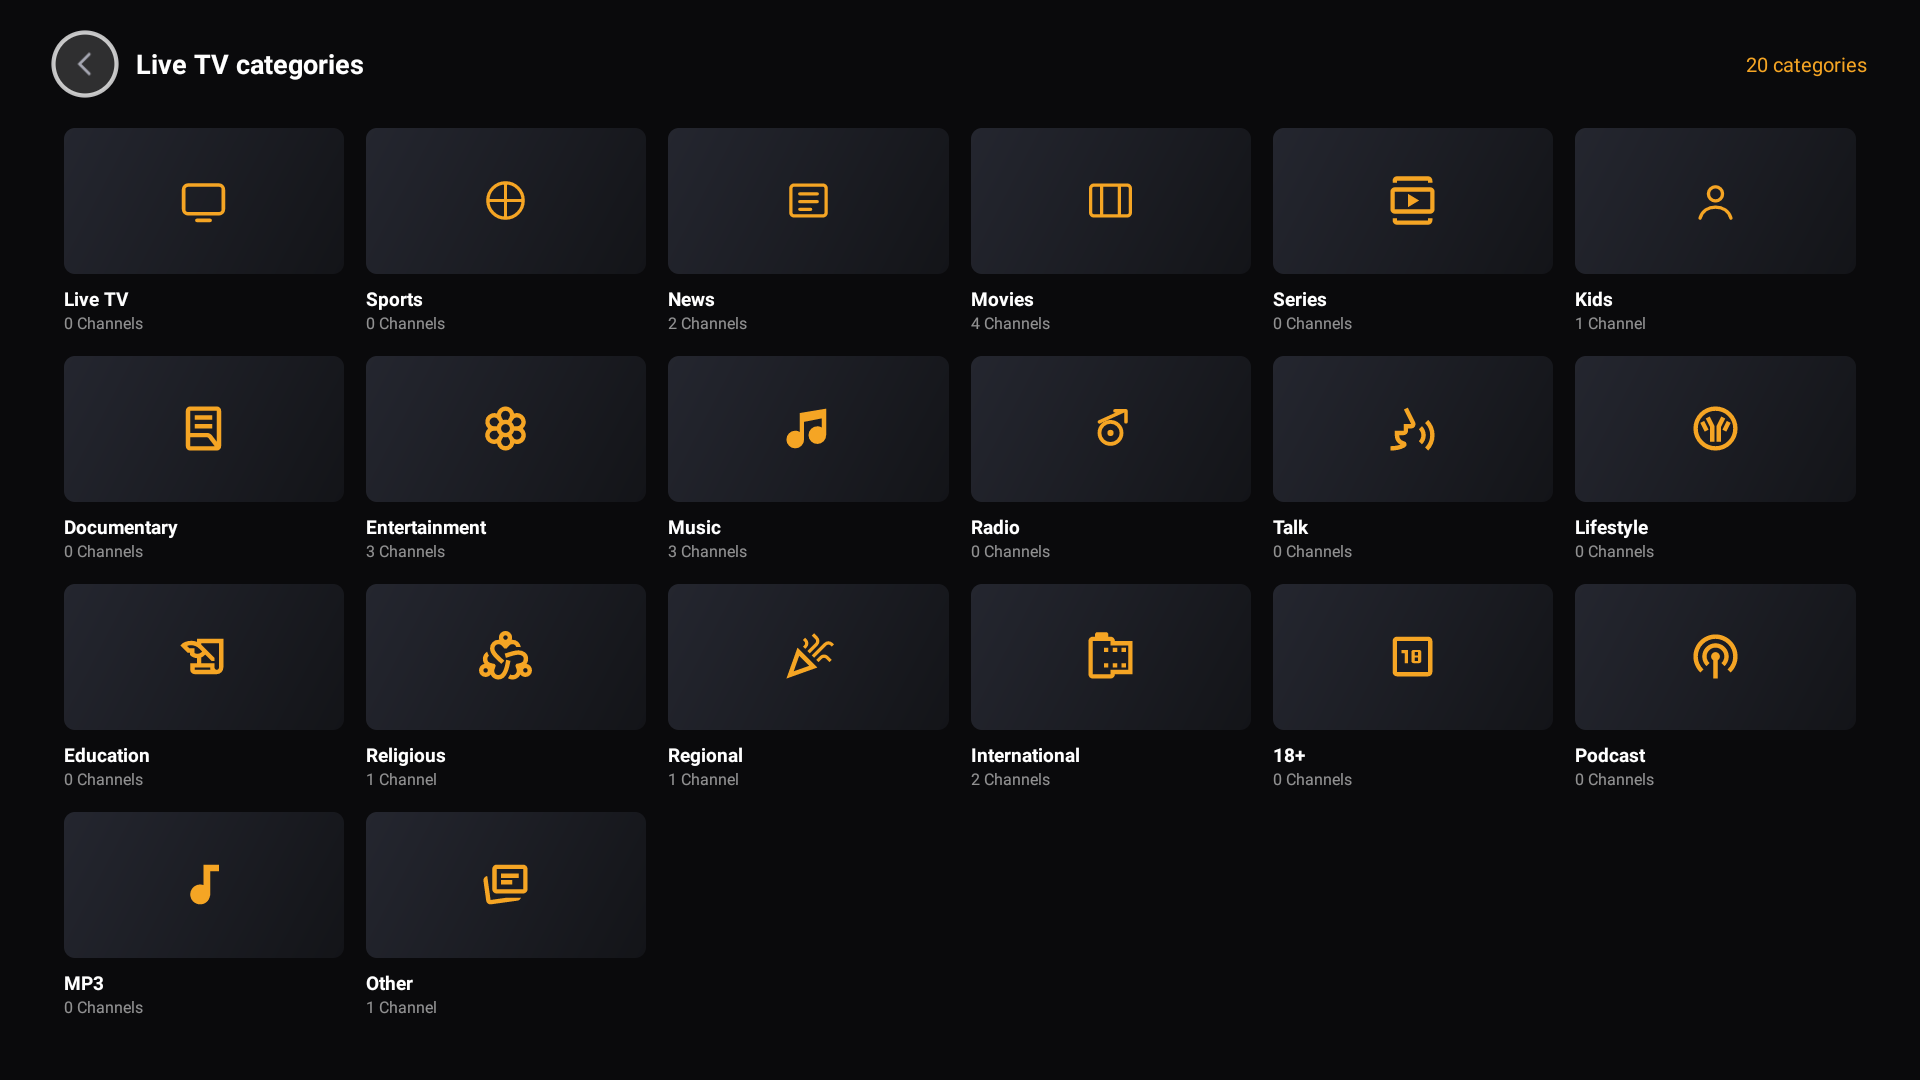 Live TV categories
20 categories
Live TV
0 Channels
Sports
0 Channels
News
2 Channels
Movies
4 Channels
Series
0 Channels
Kids
1 Channel
Documentary
0 Channels
Entertainment
3 Channels
Music
3 Channels
Radio
0 Channels
Talk
0 Channels
Lifestyle
0 Channels
Education
0 Channels
Religious
1 Channel
Regional
1 Channel
International
2 Channels
18
18+
0 Channels
Podcast
0 Channels
MP3
0 Channels
Other
1 Channel